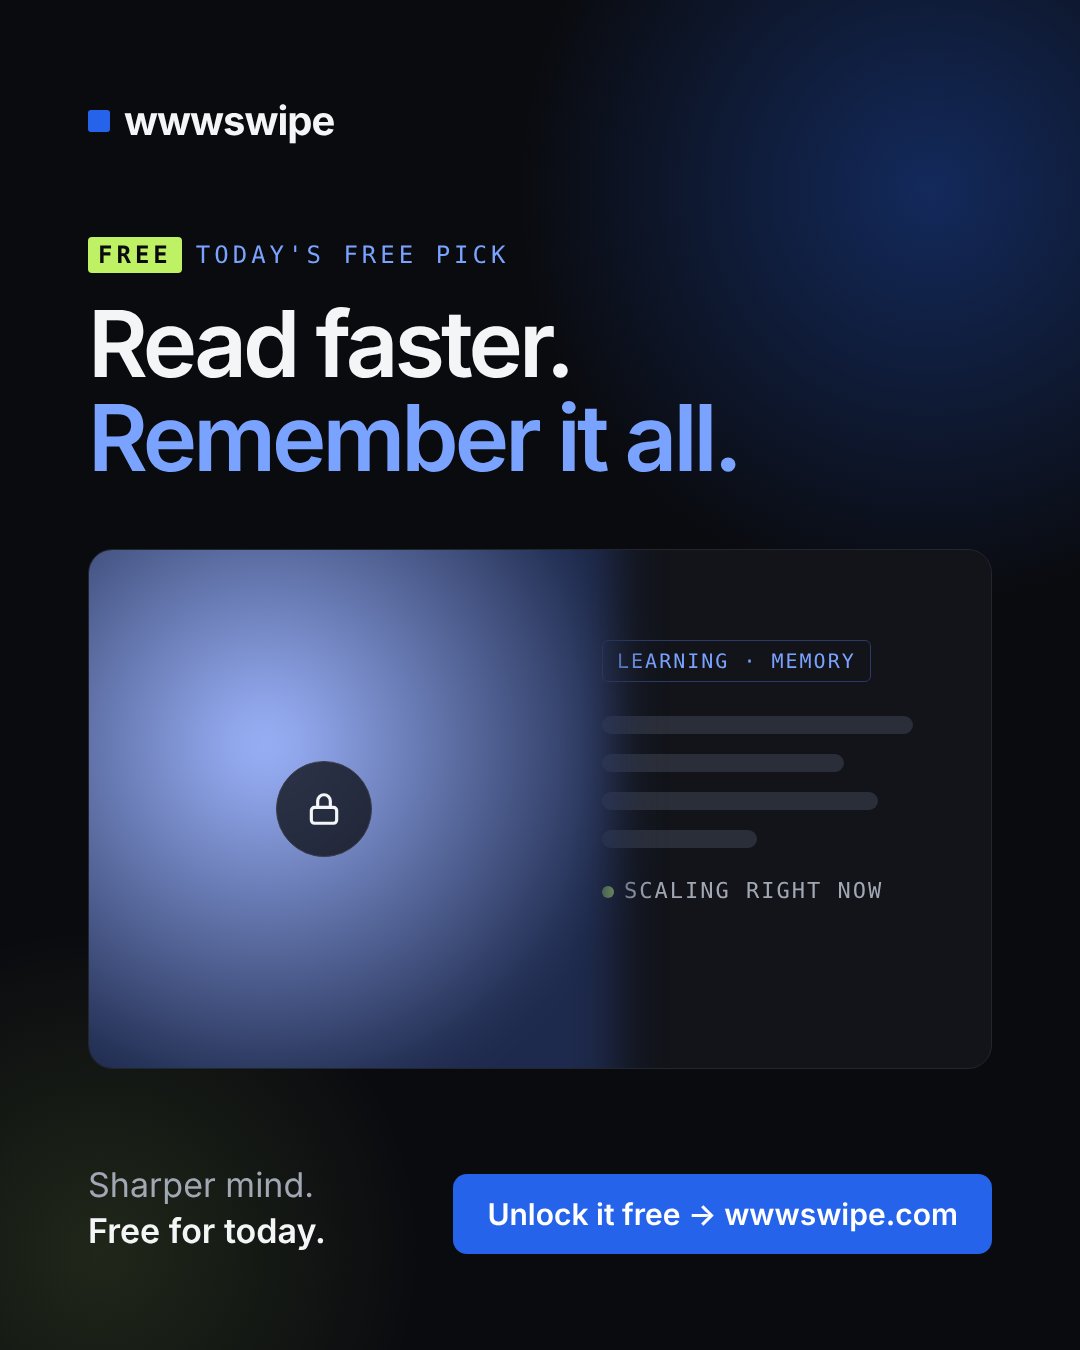 wwwswipe
FREE TODAY'S FREE PICK
Read faster.
Remember it all.
LEARNING · MEMORY
SCALING RIGHT NOW
Sharper mind.
Free for today.
Unlock it free → wwwswipe.com